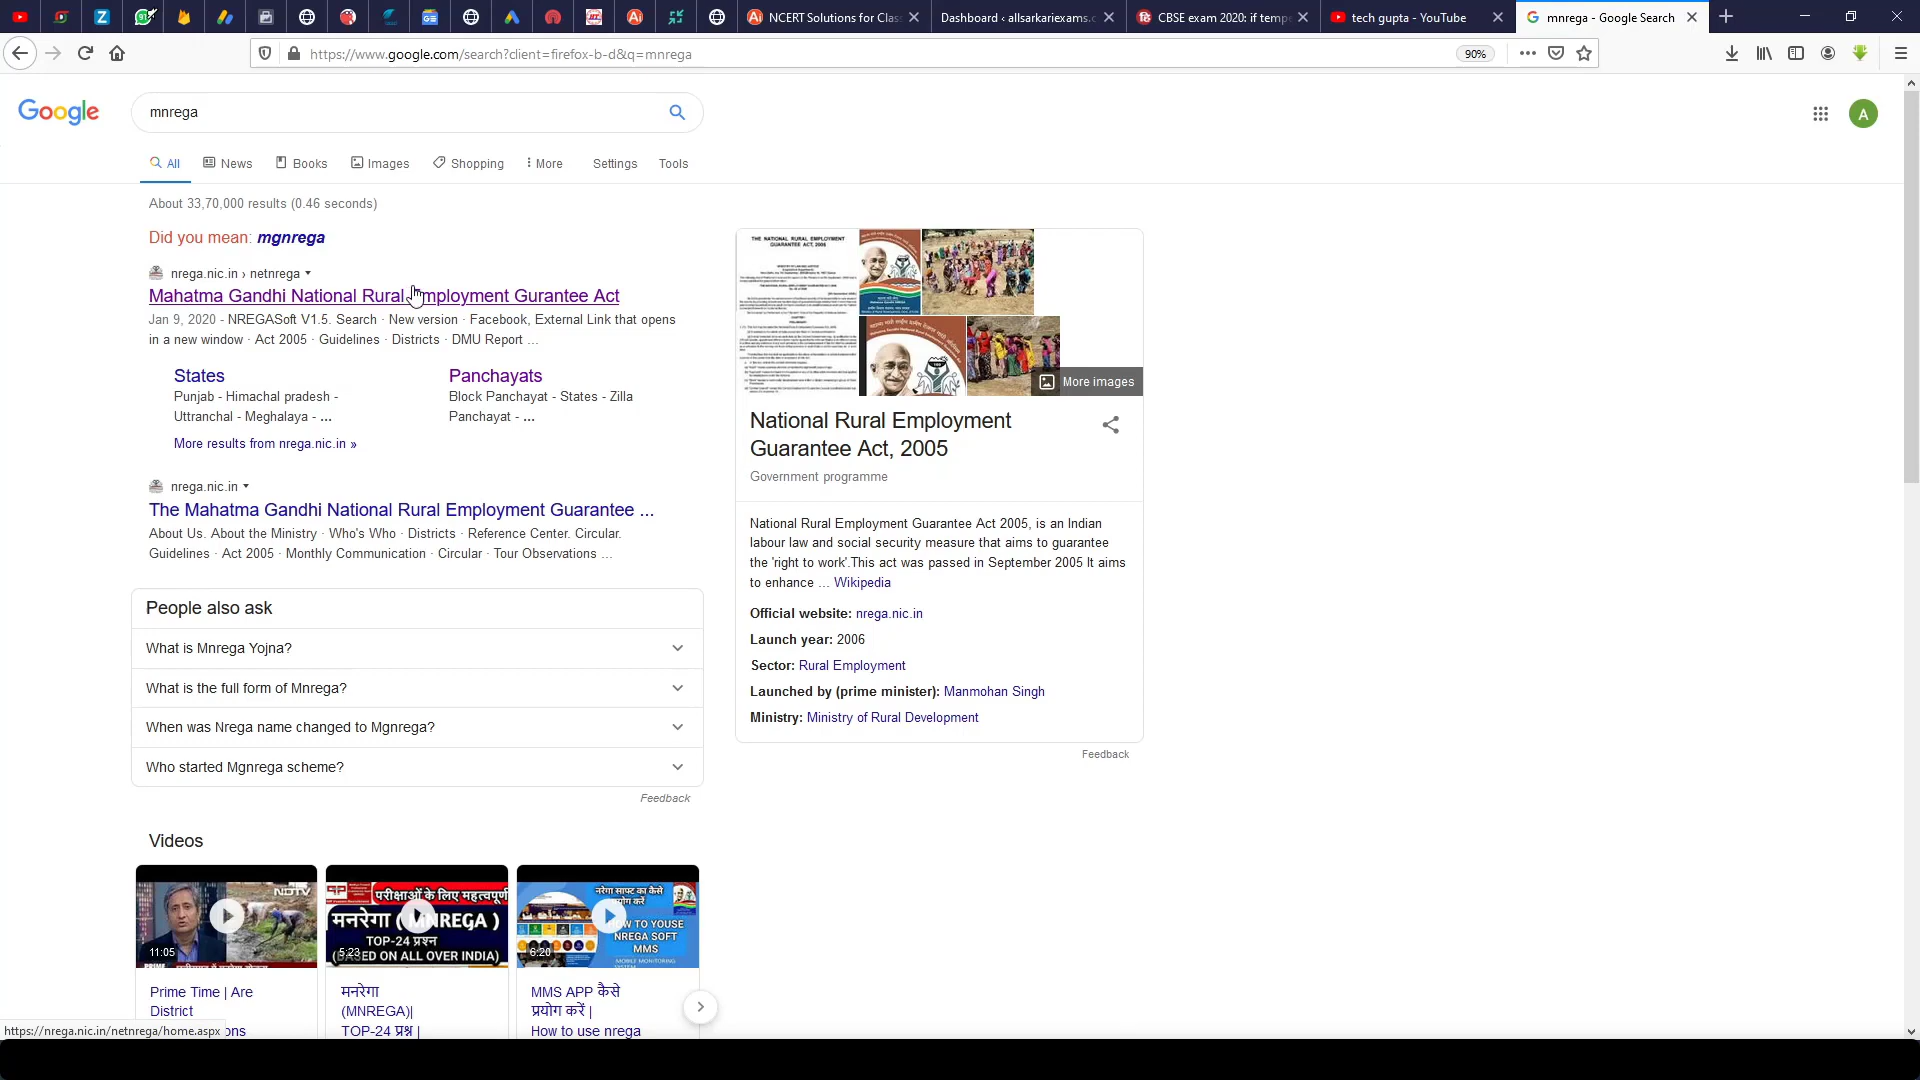 NCERT Solutions for Clas
Dashboard ‹ allsarkariexams.c
CBSE exam 2020: if temp
tech gupta - YouTube
mnrega - Google Search
https://www.google.com/search?client=firefox-b-d&q=mnrega
90%
Google
mnrega
A
All
News
Books
Images
Shopping
More
Settings
Tools
About 33,70,000 results (0.46 seconds)
Did you mean: mgnrega
nrega.nic.in › netnrega
Mahatma Gandhi National Rural Employment Gurantee Act
Jan 9, 2020 - NREGASoft V1.5. Search · New version · Facebook, External Link that opens
in a new window · Act 2005 · Guidelines · Districts · DMU Report ...
States
Punjab - Himachal pradesh -
Uttranchal - Meghalaya - ...
Panchayats
Block Panchayat - States - Zilla
Panchayat - ...
More results from nrega.nic.in »
nrega.nic.in
The Mahatma Gandhi National Rural Employment Guarantee ...
About Us. About the Ministry · Who's Who · Districts · Reference Center. Circular.
Guidelines · Act 2005 · Monthly Communication · Circular · Tour Observations ...
People also ask
What is Mnrega Yojna?
What is the full form of Mnrega?
When was Nrega name changed to Mgnrega?
Who started Mgnrega scheme?
Feedback
Videos
NDTV
11:05
PRIME
परीक्षाओं के लिए महत्वपूर्ण
मनरेगा ( MNREGA )
TOP-24 प्रश्न
(BASED ON ALL OVER INDIA)
5:23
नरेगा साफ्ट का कैसे
प्रयोग करें
HOW TO YOUSE
NREGA SOFT
MMS
MOBILE MONITORING
SYSTEM
6:20
Prime Time | Are
District
ons
मनरेगा
(MNREGA)|
TOP-24 प्रश्न |
MMS APP कैसे
प्रयोग करें |
How to use nrega
THE NATIONAL RURAL EMPLOYMENT
GUARANTEE ACT, 2005
More images
National Rural Employment
Guarantee Act, 2005
Government programme
National Rural Employment Guarantee Act 2005, is an Indian
labour law and social security measure that aims to guarantee
the 'right to work'.This act was passed in September 2005 It aims
to enhance ... Wikipedia
Official website: nrega.nic.in
Launch year: 2006
Sector: Rural Employment
Launched by (prime minister): Manmohan Singh
Ministry: Ministry of Rural Development
Feedback
https://nrega.nic.in/netnrega/home.aspx